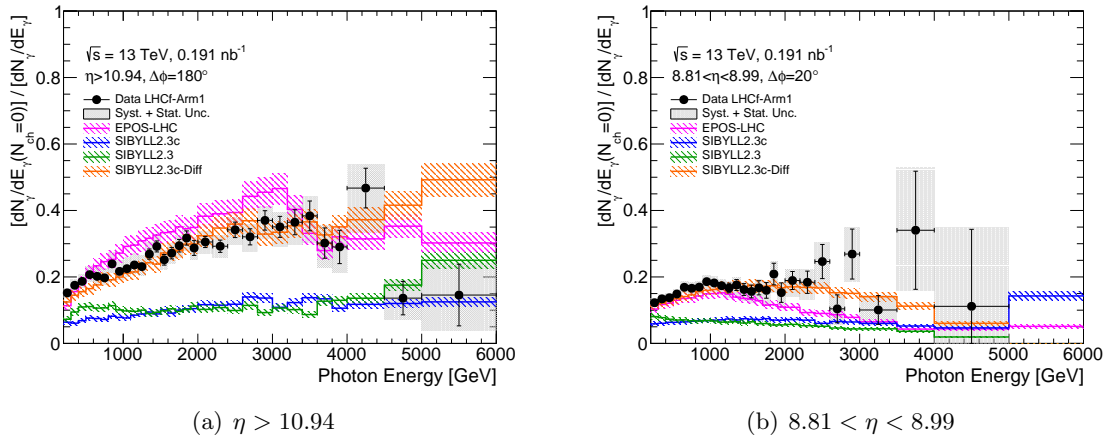 [dN_γ/dE_γ(N_ch=0)] / [dN_γ/dE_γ]
1
0.8
0.6
0.4
0.2
0
√s = 13 TeV, 0.191 nb⁻¹
η>10.94, Δϕ=180°
Data LHCf-Arm1
Syst. + Stat. Unc.
EPOS-LHC
SIBYLL2.3c
SIBYLL2.3
SIBYLL2.3c-Diff
1000 2000 3000 4000 5000 6000
Photon Energy [GeV]
(a) η > 10.94
[dN_γ/dE_γ(N_ch=0)] / [dN_γ/dE_γ]
1
0.8
0.6
0.4
0.2
0
√s = 13 TeV, 0.191 nb⁻¹
8.81<η<8.99, Δϕ=20°
Data LHCf-Arm1
Syst. + Stat. Unc.
EPOS-LHC
SIBYLL2.3c
SIBYLL2.3
SIBYLL2.3c-Diff
1000 2000 3000 4000 5000 6000
Photon Energy [GeV]
(b) 8.81 < η < 8.99